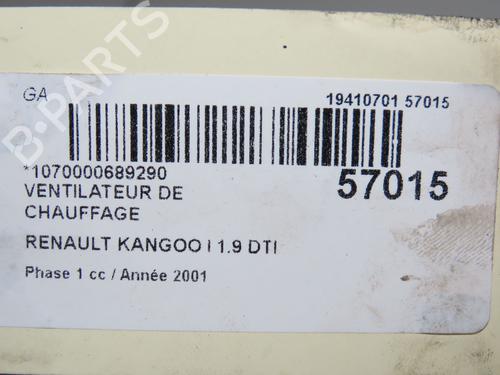 GA
19410701 57015
*1070000689290
57015
VENTILATEUR DE
CHAUFFAGE
RENAULT KANGOO I 1.9 DTI
Phase 1 cc / Année 2001
B-PARTS